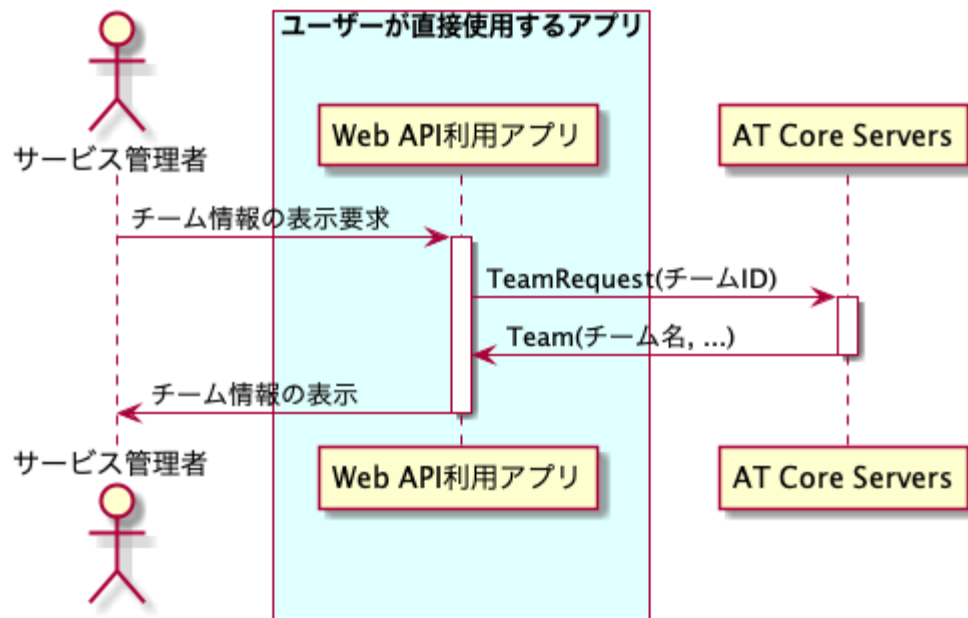 ユーザーが直接使用するアプリ
サービス管理者
Web API利用アプリ
AT Core Servers
チーム情報の表示要求
TeamRequest(チームID)
Team(チーム名, ...)
チーム情報の表示
サービス管理者
Web API利用アプリ
AT Core Servers